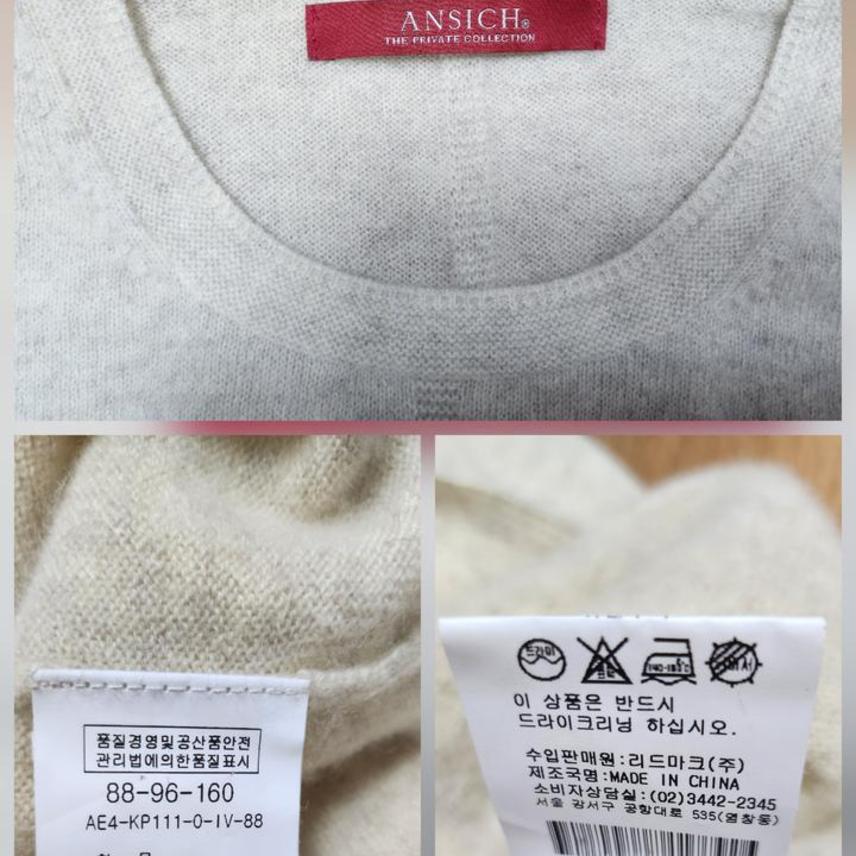 ANSICH®
THE PRIVATE COLLECTION
품질경영및공산품안전
관리법에의한품질표시
88-96-160
AE4-KP111-0-IV-88
드라이
이 상품은 반드시
드라이크리닝 하십시오.
수입판매원:리드마크(주)
제조국명:MADE IN CHINA
소비자상담실:(02)3442-2345
서울 강서구 공항대로 535(염창동)